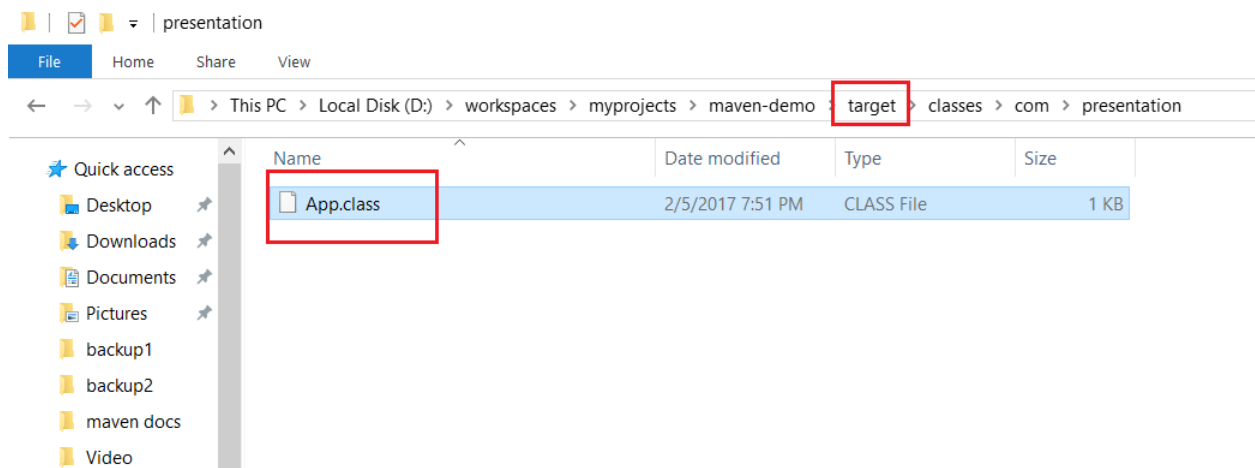 presentation
File Home Share View
This PC > Local Disk (D:) > workspaces > myprojects > maven-demo > target > classes > com > presentation
Name Date modified Type Size
Quick access
App.class 2/5/2017 7:51 PM CLASS File 1 KB
Desktop
Downloads
Documents
Pictures
backup1
backup2
maven docs
Video